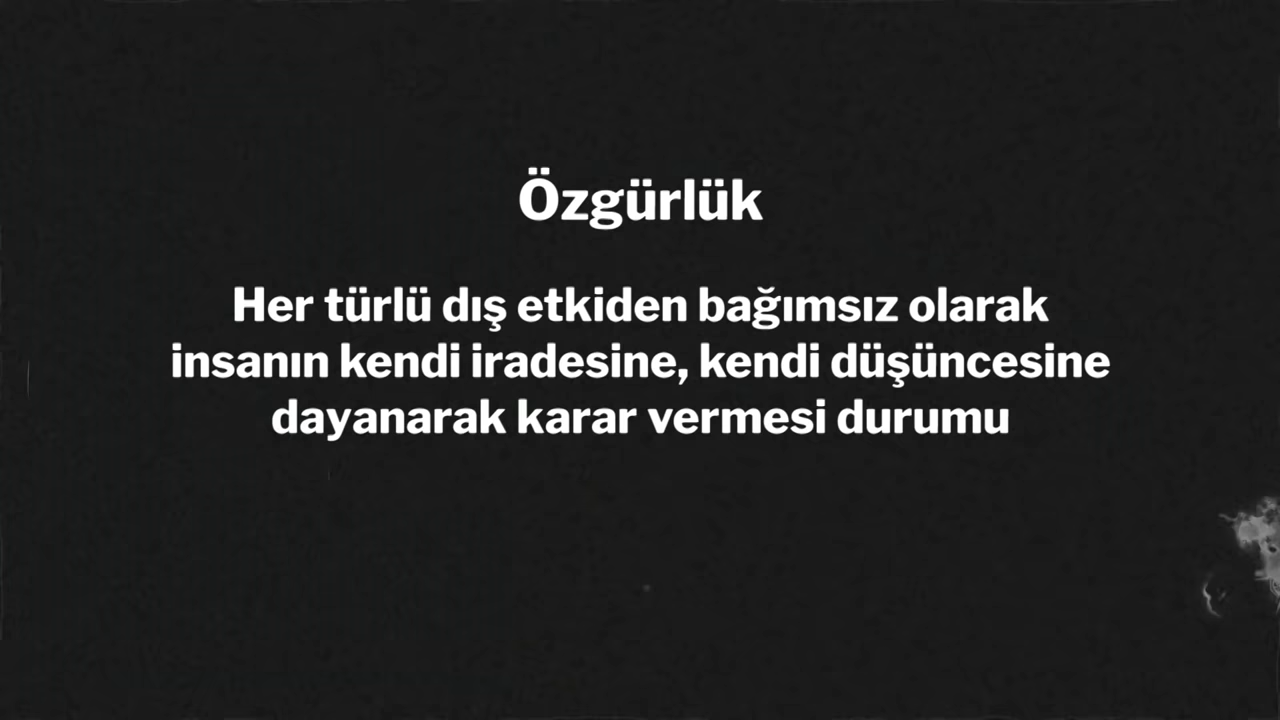 Özgürlük
Her türlü dış etkiden bağımsız olarak
insanın kendi iradesine, kendi düşüncesine
dayanarak karar vermesi durumu